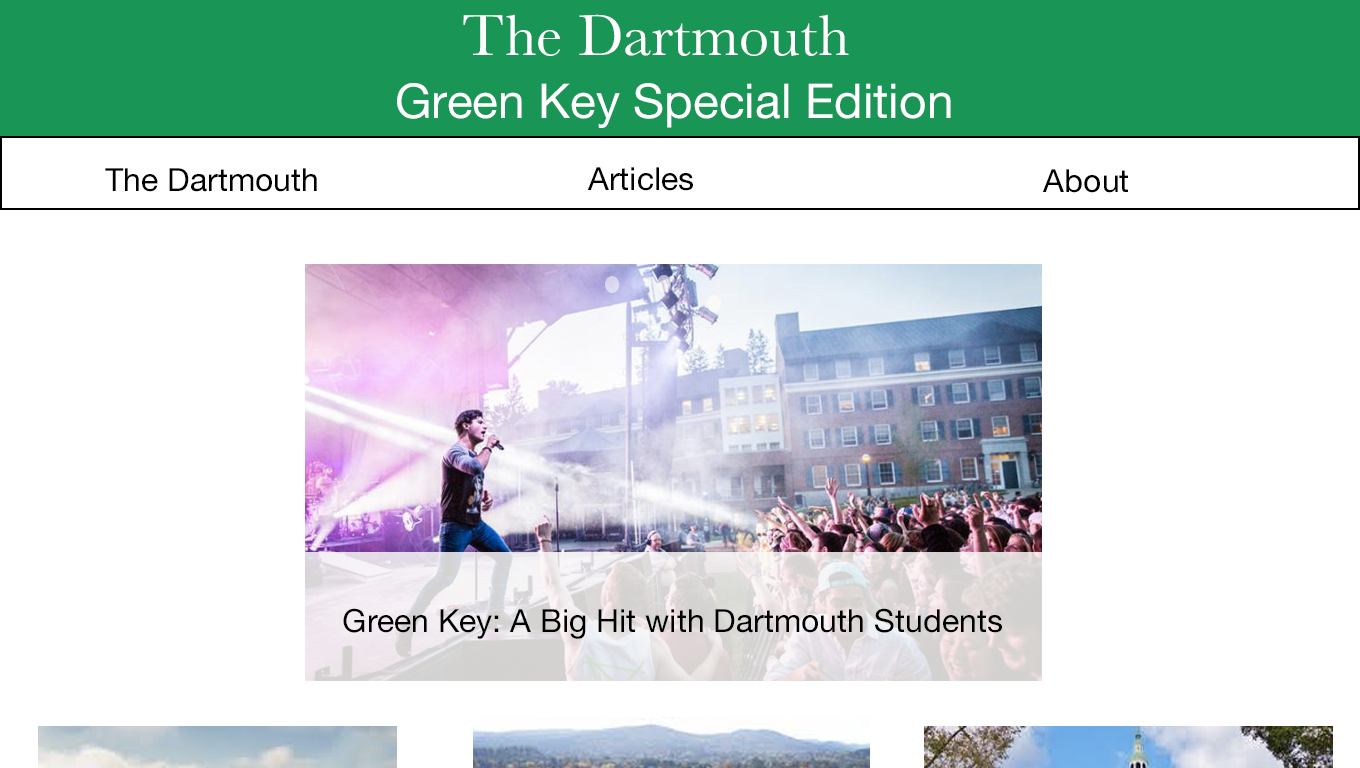 The Dartmouth
Green Key Special Edition
The Dartmouth
Articles
About
Green Key: A Big Hit with Dartmouth Students